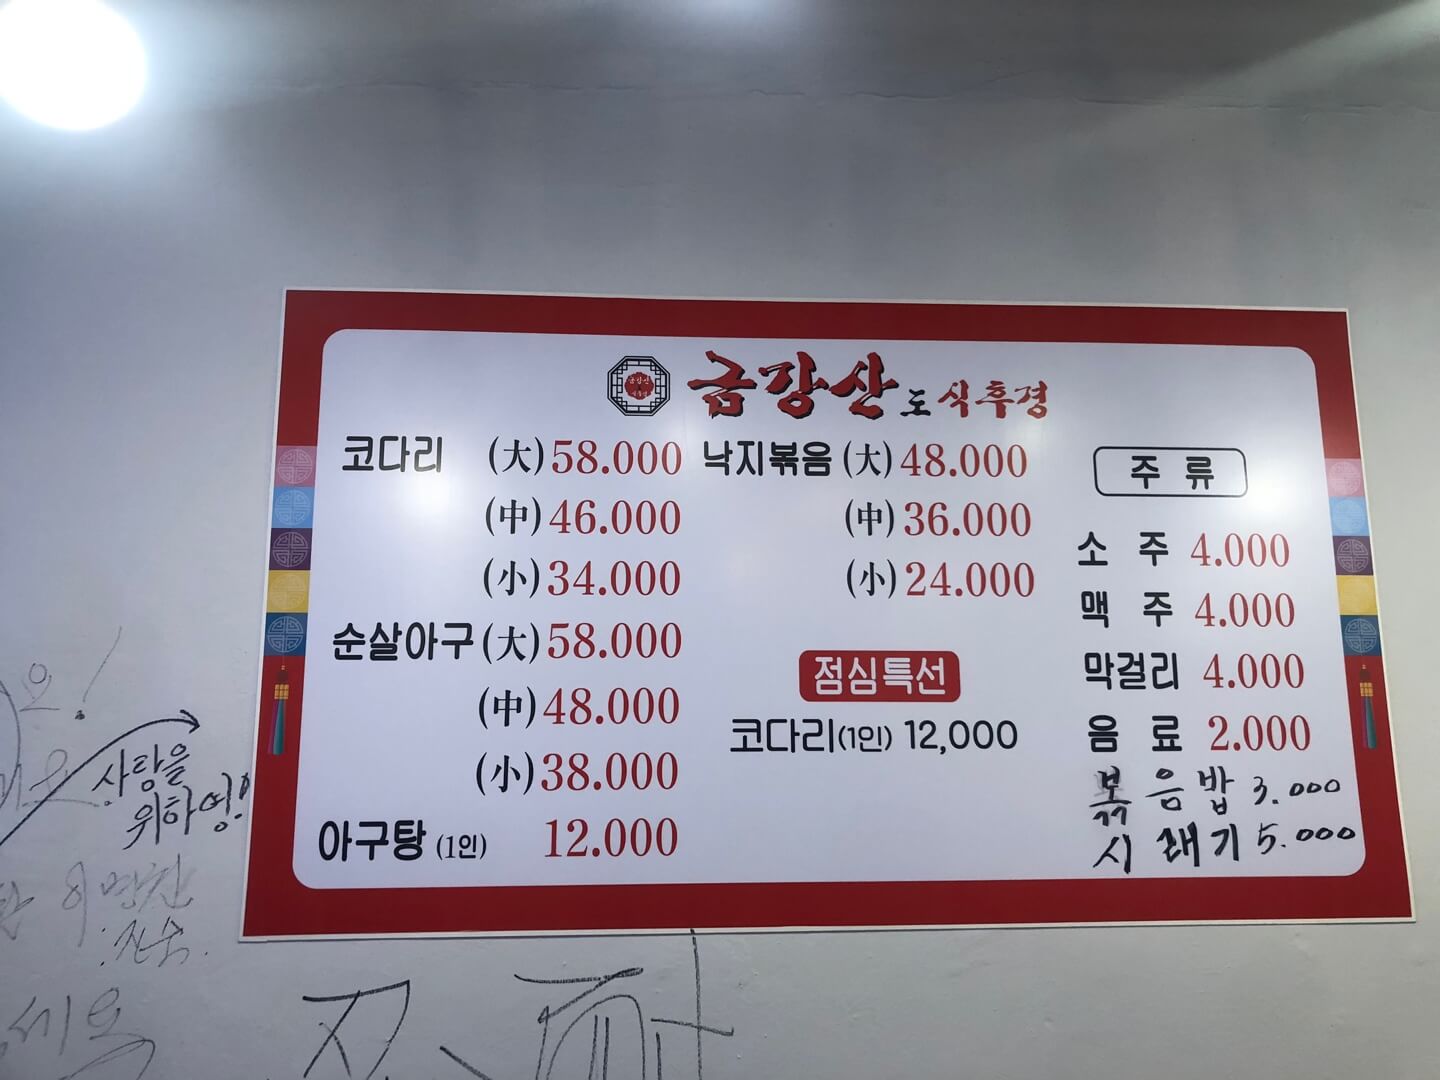 금강산도식후경
코다리 (大) 58.000
(中) 46.000
(小) 34.000
순살아구 (大) 58.000
(中) 48.000
(小) 38.000
아구탕 (1인) 12.000
낙지볶음 (大) 48.000
(中) 36.000
(小) 24.000
점심특선
코다리(1인) 12,000
주 류
소 주 4.000
맥 주 4.000
막걸리 4.000
음 료 2.000
볶음밥 3.000
시래기 5.000
요!
사랑을
위하영!
세요